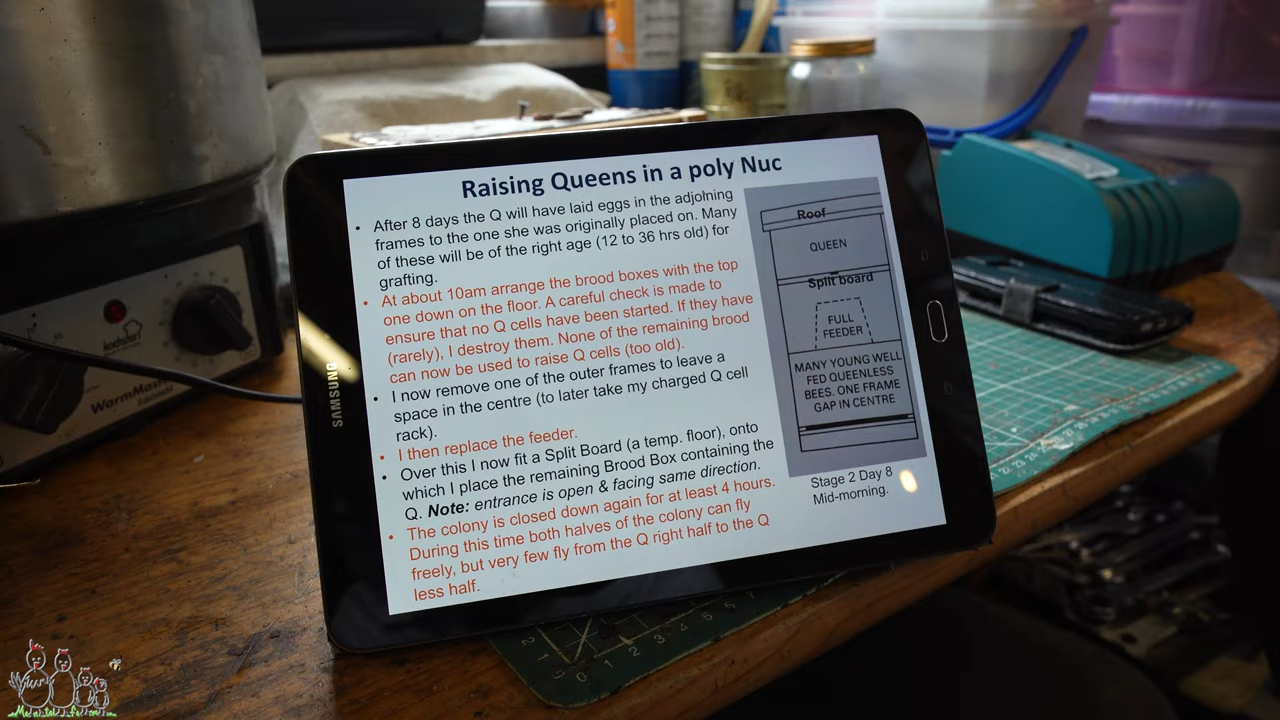 Raising Queens in a poly Nuc
• After 8 days the Q will have laid eggs in the adjoining
frames to the one she was originally placed on. Many
of these will be of the right age (12 to 36 hrs old) for
grafting.
• At about 10am arrange the brood boxes with the top
one down on the floor. A careful check is made to
ensure that no Q cells have been started. If they have
(rarely), I destroy them. None of the remaining brood
can now be used to raise Q cells (too old).
• I now remove one of the outer frames to leave a
space in the centre (to later take my charged Q cell
rack).
• I then replace the feeder.
• Over this I now fit a Split Board (a temp. floor), onto
which I place the remaining Brood Box containing the
Q. Note: entrance is open & facing same direction.
• The colony is closed down again for at least 4 hours.
During this time both halves of the colony can fly
freely, but very few fly from the Q right half to the Q
less half.
Roof
QUEEN
Split board
FULL
FEEDER
MANY YOUNG WELL
FED QUEENLESS
BEES. ONE FRAME
GAP IN CENTRE
Stage 2 Day 8
Mid-morning.
SAMSUNG
kochstar
WarmMaster